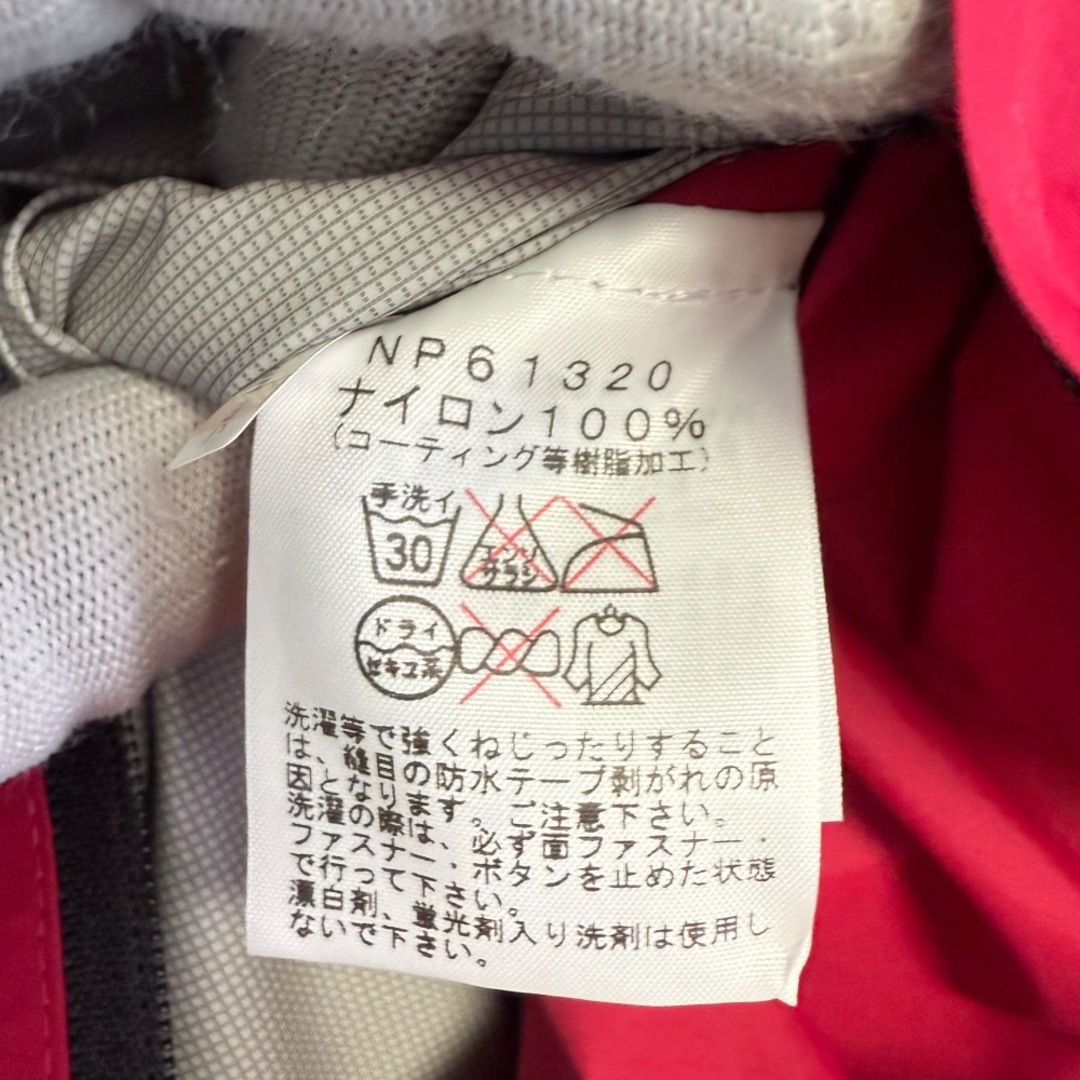 NP61320
ナイロン100%
(コーティング等樹脂加工)
手洗イ
30
エンソ
サラシ
ドライ
セキユ系
洗濯等で強くねじったりすること
は、縫目の防水テープ剥がれの原
因となります。ご注意下さい。
洗濯の際は、必ず面ファスナー・
ファスナー・ボタンを止めた状態
で行って下さい。
漂白剤、蛍光剤入り洗剤は使用し
ないで下さい。